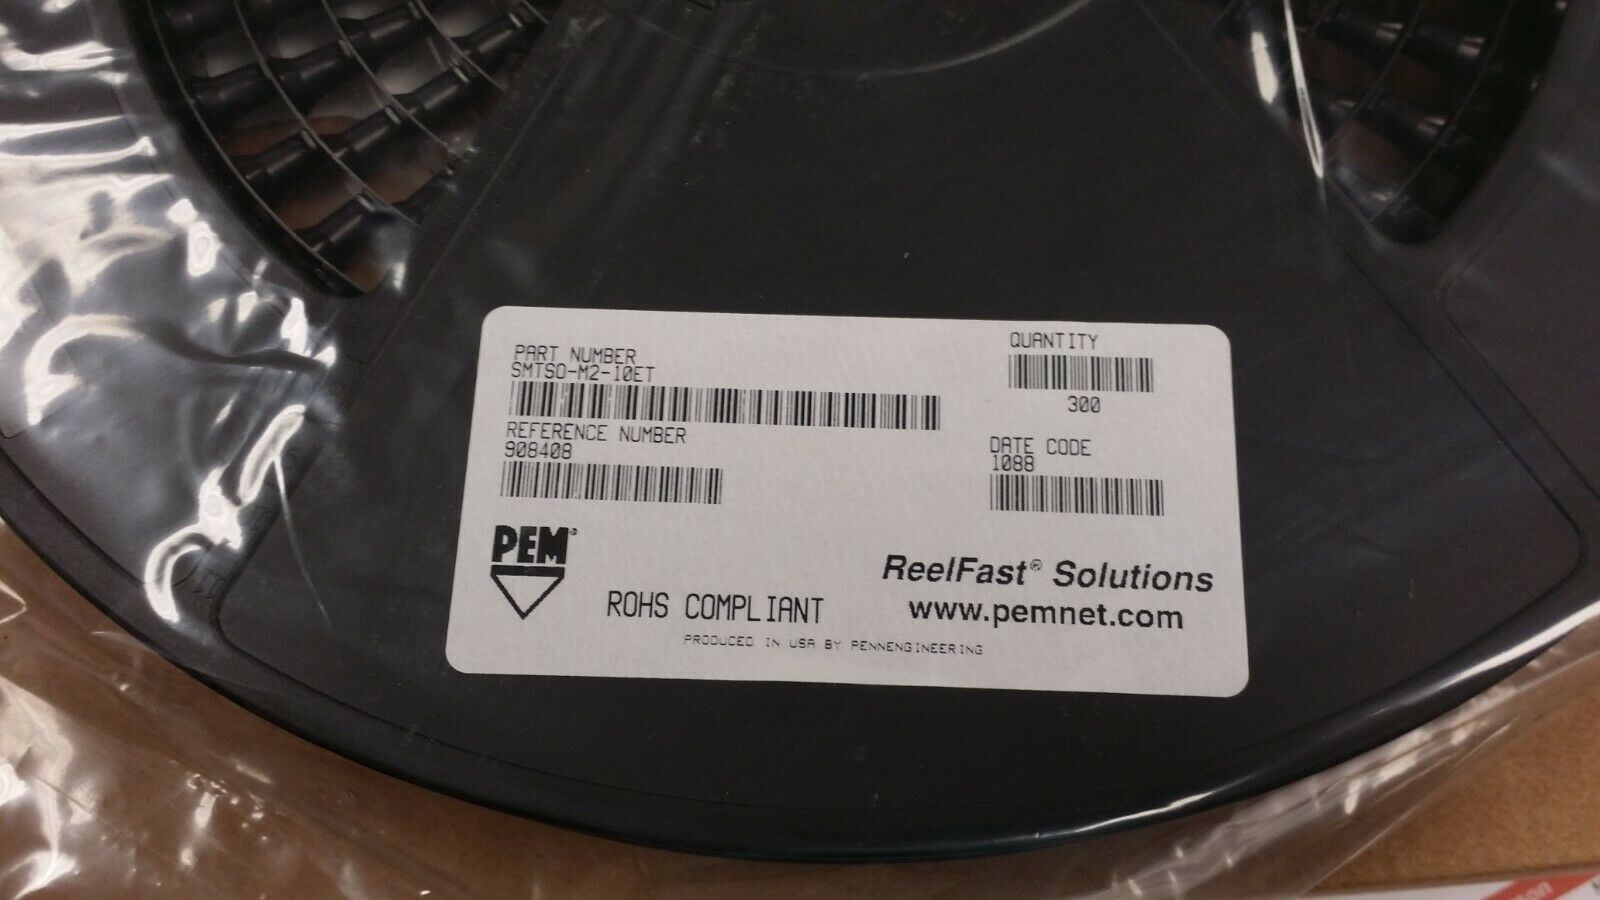 PART NUMBER
SMTSO-M2-10ET
QUANTITY
300
REFERENCE NUMBER
908408
DATE CODE
1088
PEM®
ROHS COMPLIANT
ReelFast® Solutions
www.pemnet.com
PRODUCED IN USA BY PENNENGINEERING